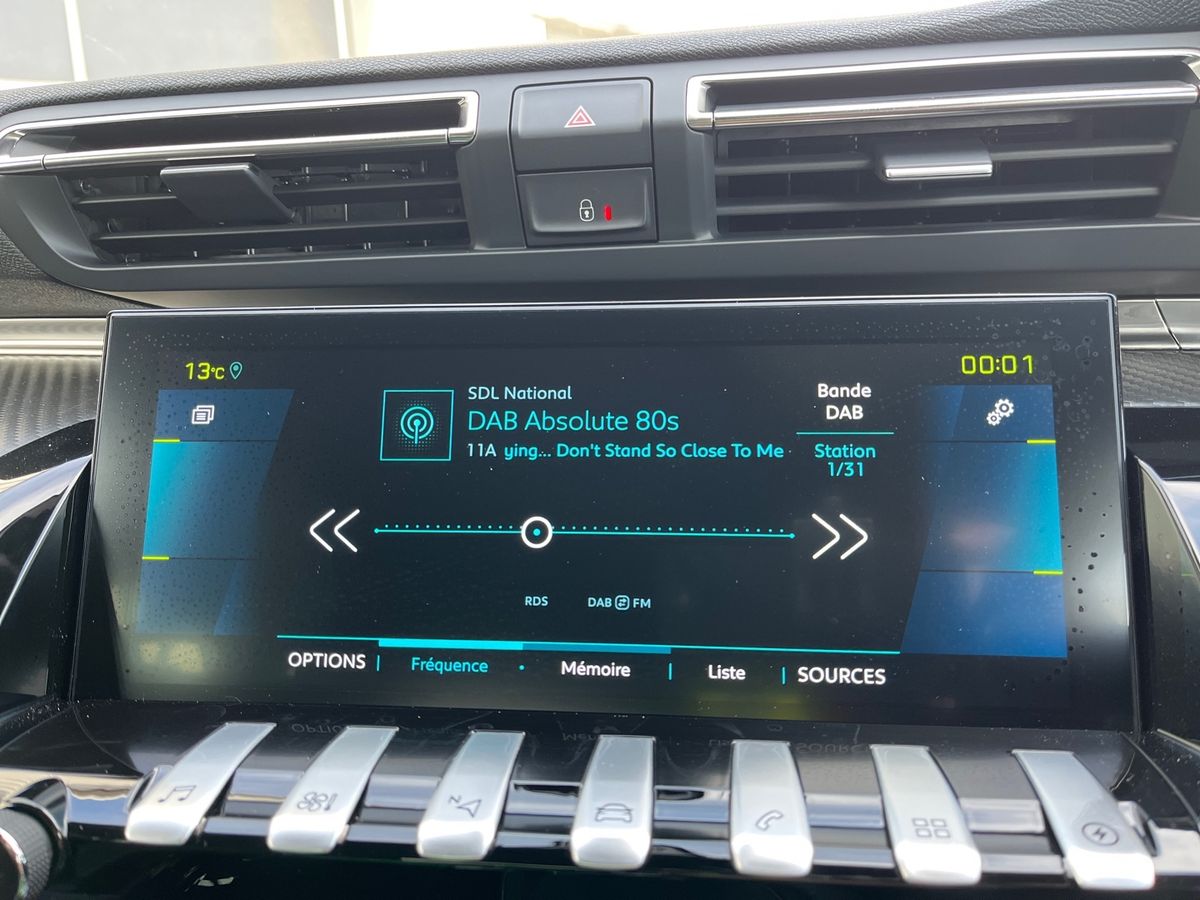 13°C
00:01
SDL National
DAB Absolute 80s
11A ying... Don't Stand So Close To Me
Bande
DAB
Station
1/31
RDS
DAB FM
OPTIONS | Fréquence • Mémoire | Liste | SOURCES
N